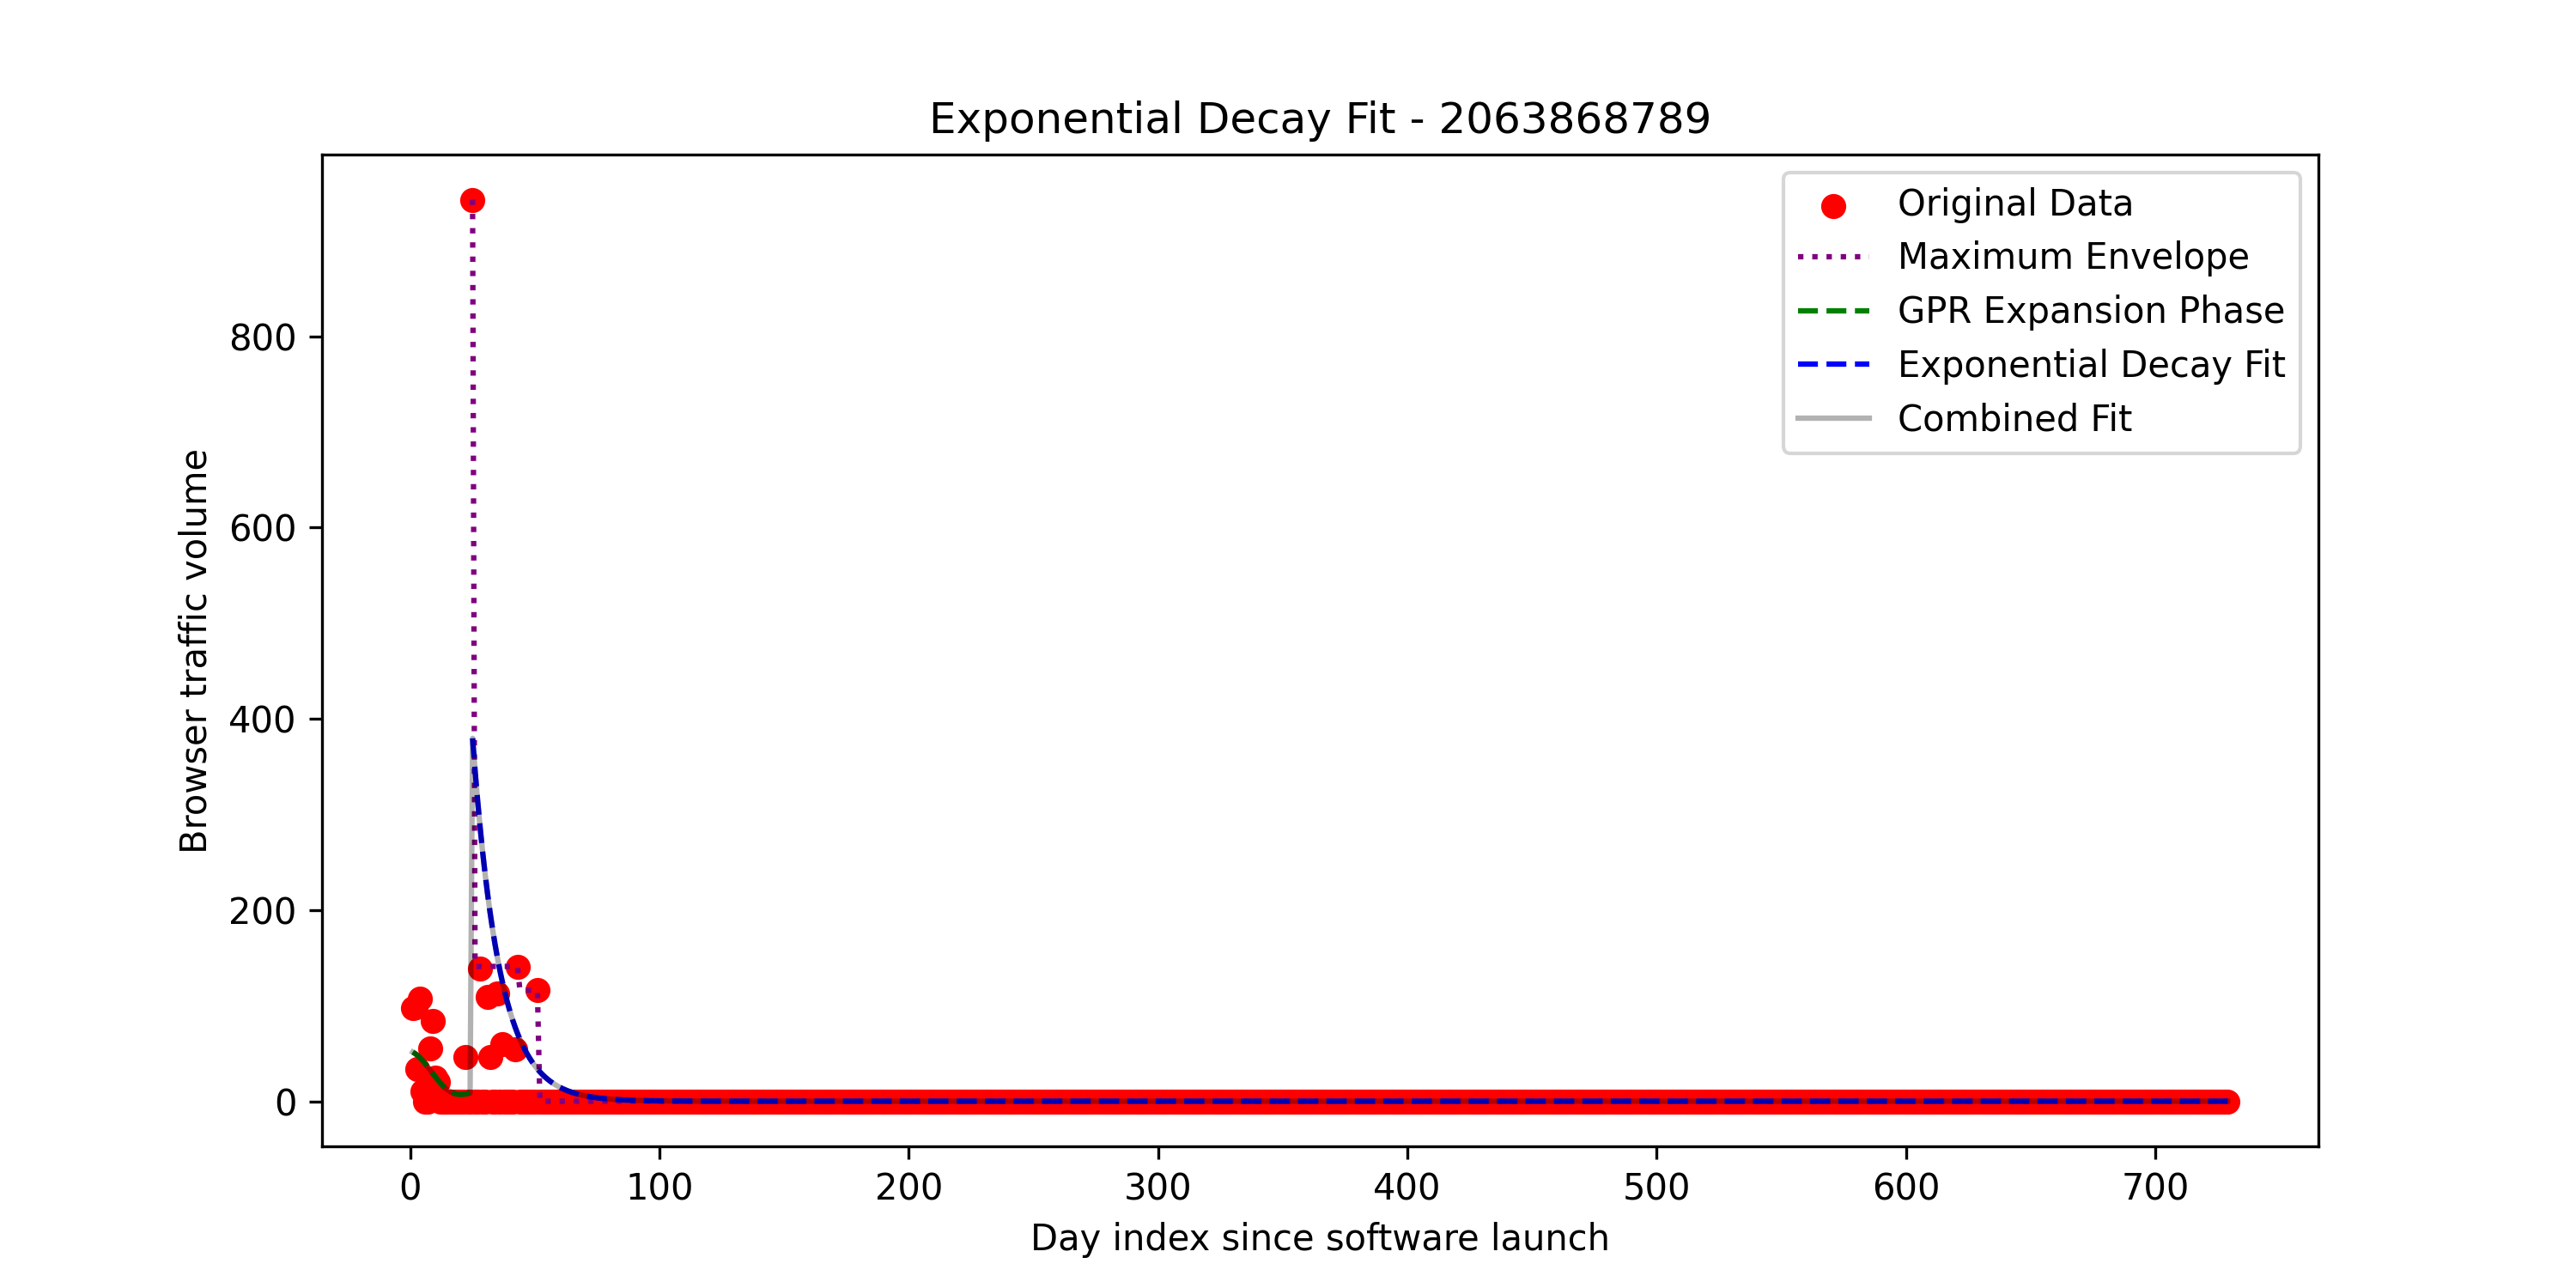 Exponential Decay Fit - 2063868789
Original Data
Maximum Envelope
GPR Expansion Phase
Exponential Decay Fit
Combined Fit
Browser traffic volume
800
600
400
200
0
0 100 200 300 400 500 600 700
Day index since software launch